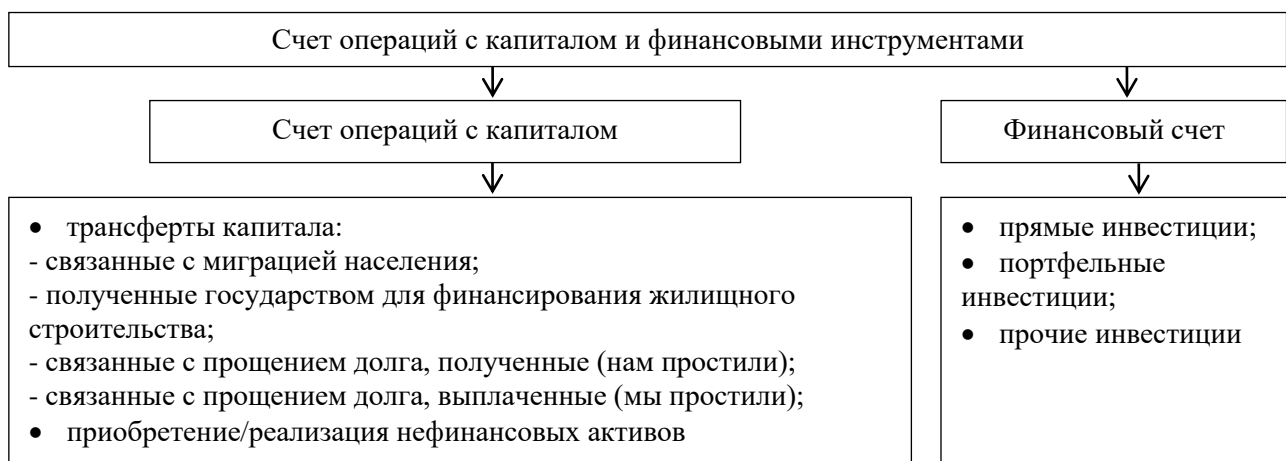 Счет операций с капиталом и финансовыми инструментами
Счет операций с капиталом
Финансовый счет
• трансферты капитала:
- связанные с миграцией населения;
- полученные государством для финансирования жилищного
строительства;
- связанные с прощением долга, полученные (нам простили);
- связанные с прощением долга, выплаченные (мы простили);
• приобретение/реализация нефинансовых активов
• прямые инвестиции;
• портфельные
инвестиции;
• прочие инвестиции